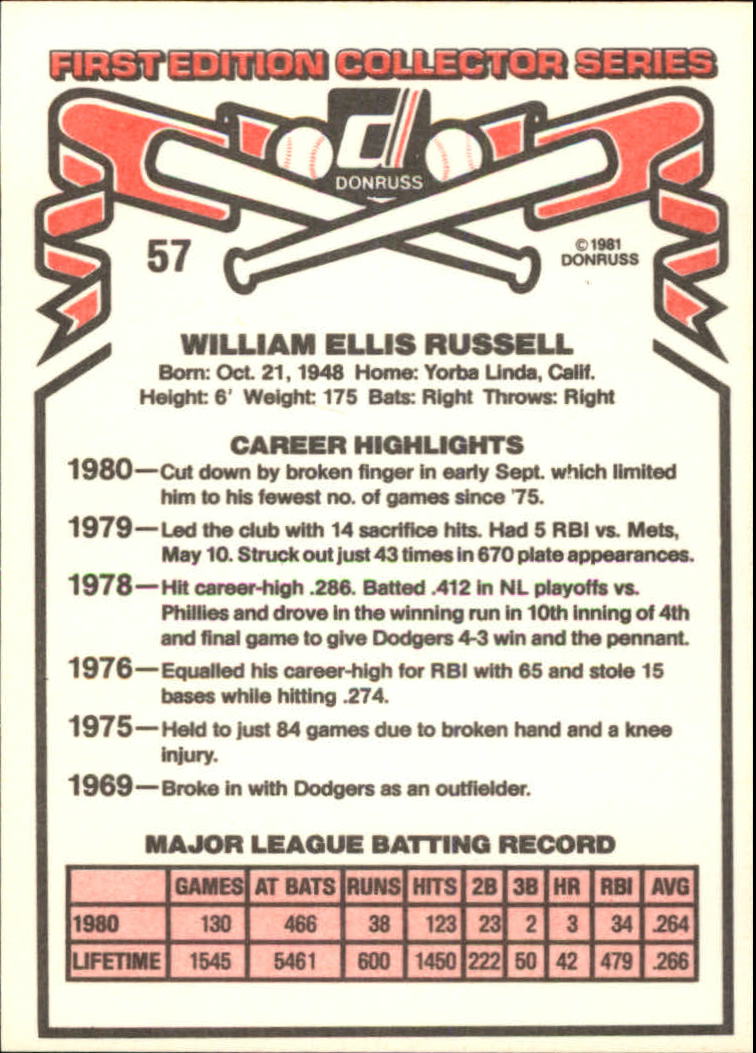 FIRST EDITION COLLECTOR SERIES
d
DONRUSS
57
© 1981
DONRUSS
WILLIAM ELLIS RUSSELL
Born: Oct. 21, 1948 Home: Yorba Linda, Calif.
Height: 6' Weight: 175 Bats: Right Throws: Right
CAREER HIGHLIGHTS
1980—Cut down by broken finger in early Sept. which limited
him to his fewest no. of games since '75.
1979—Led the club with 14 sacrifice hits. Had 5 RBI vs. Mets,
May 10. Struck out just 43 times in 670 plate appearances.
1978—Hit career-high .286. Batted .412 in NL playoffs vs.
Phillies and drove in the winning run in 10th inning of 4th
and final game to give Dodgers 4-3 win and the pennant.
1976—Equalled his career-high for RBI with 65 and stole 15
bases while hitting .274.
1975—Held to just 84 games due to broken hand and a knee
injury.
1969—Broke in with Dodgers as an outfielder.
MAJOR LEAGUE BATTING RECORD
GAMES AT BATS RUNS HITS 2B 3B HR RBI AVG
1980 130 466 38 123 23 2 3 34 .264
LIFETIME 1545 5461 600 1450 222 50 42 479 .266